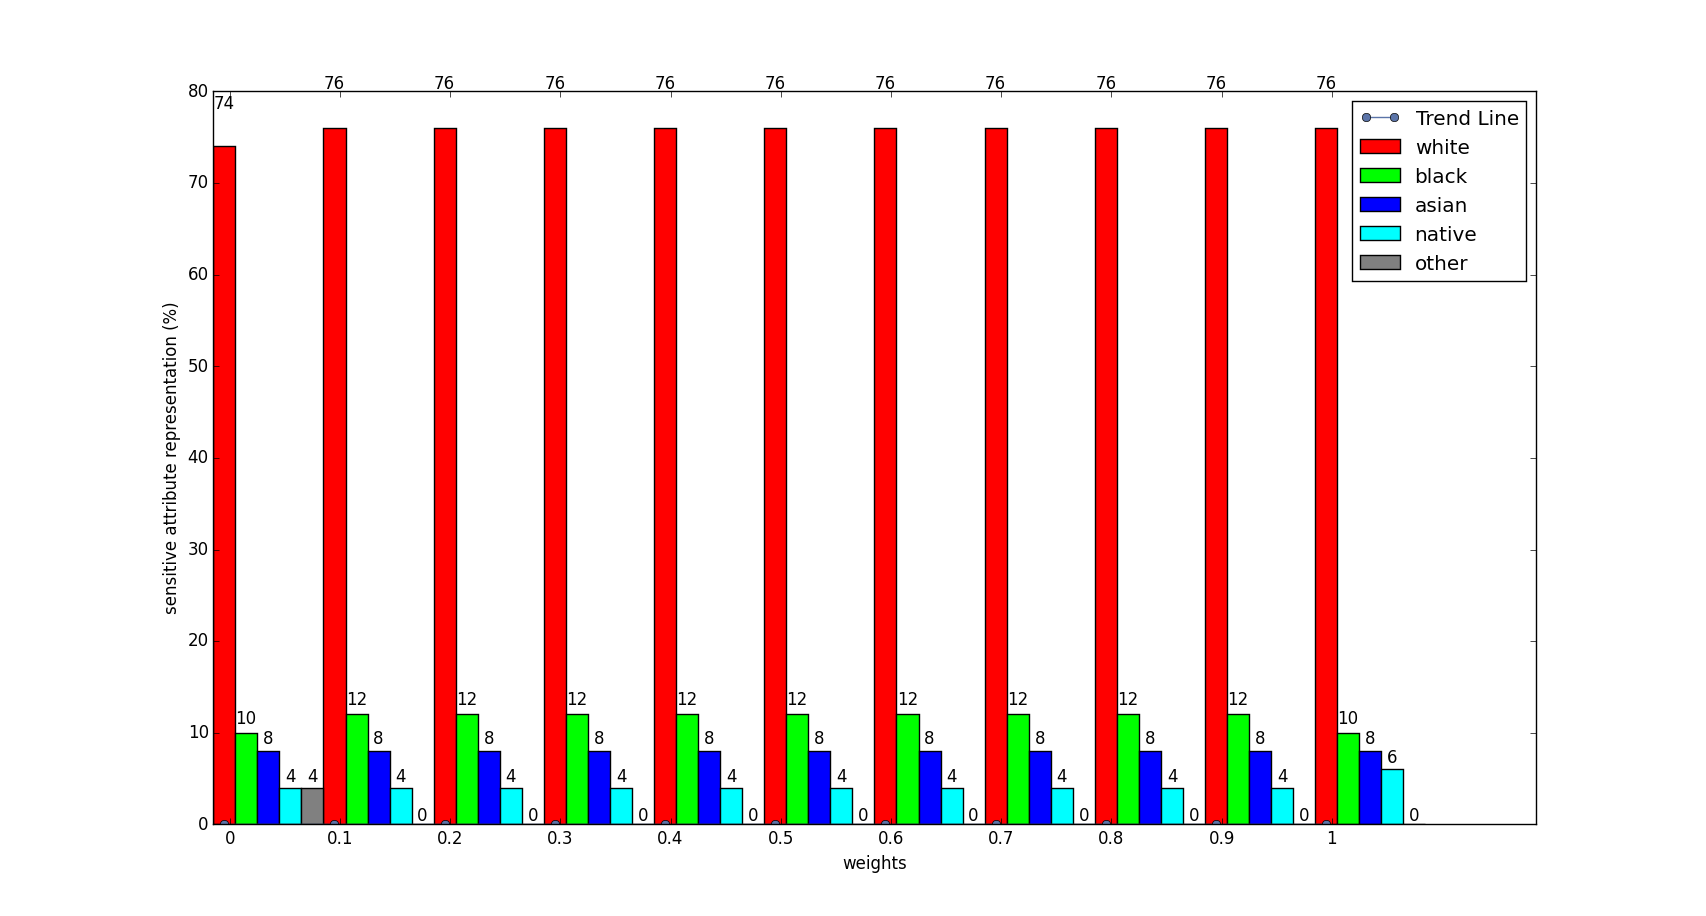 76 76 76 76 76 76 76 76 76 76
80
74
Trend Line
white
black
asian
native
other
70
60
50
40
30
20
10
0
sensitive attribute representation (%)
10 8 4 4
12 8 4 0
12 8 4 0
12 8 4 0
12 8 4 0
12 8 4 0
12 8 4 0
12 8 4 0
12 8 4 0
12 8 4 0
10 8 6 0
0 0.1 0.2 0.3 0.4 0.5 0.6 0.7 0.8 0.9 1
weights